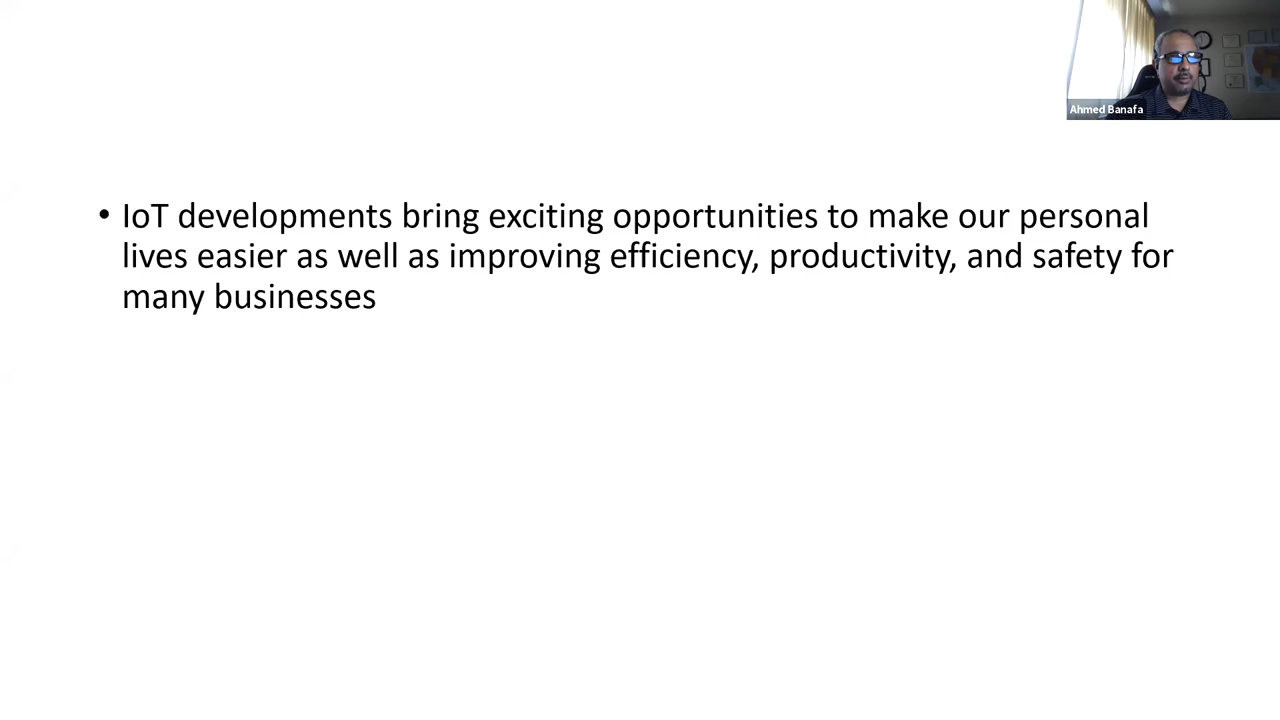 Ahmed Banafa
• IoT developments bring exciting opportunities to make our personal
lives easier as well as improving efficiency, productivity, and safety for
many businesses